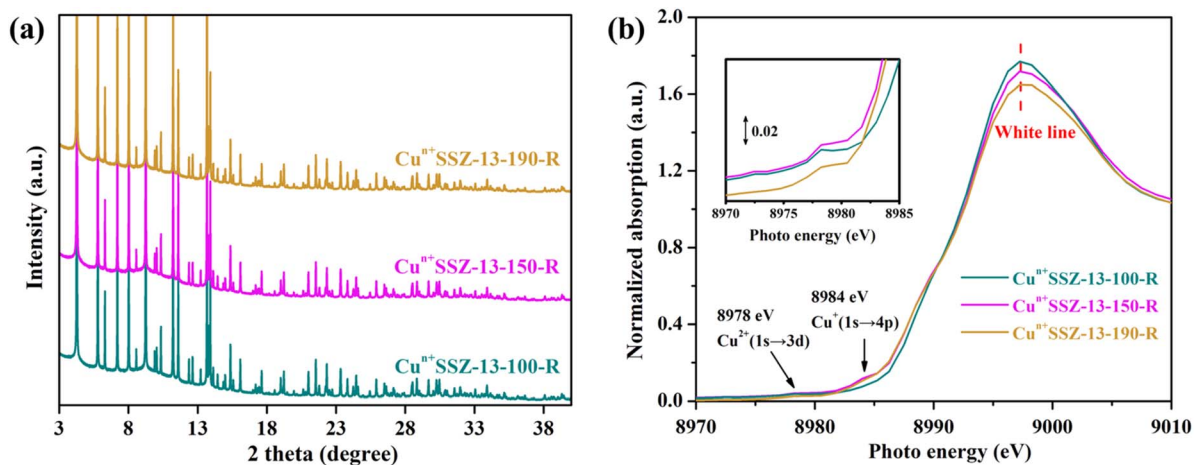 (a)
Intensity (a.u.)
Cuⁿ⁺SSZ-13-190-R
Cuⁿ⁺SSZ-13-150-R
Cuⁿ⁺SSZ-13-100-R
3 8 13 18 23 28 33 38
2 theta (degree)
(b)
Normalized absorption (a.u.)
2.0
1.6
1.2
0.8
0.4
0.0
0.02
8970 8975 8980 8985
Photo energy (eV)
White line
Cuⁿ⁺SSZ-13-100-R
Cuⁿ⁺SSZ-13-150-R
Cuⁿ⁺SSZ-13-190-R
8978 eV
Cu²⁺(1s→3d)
8984 eV
Cu⁺(1s→4p)
8970 8980 8990 9000 9010
Photo energy (eV)